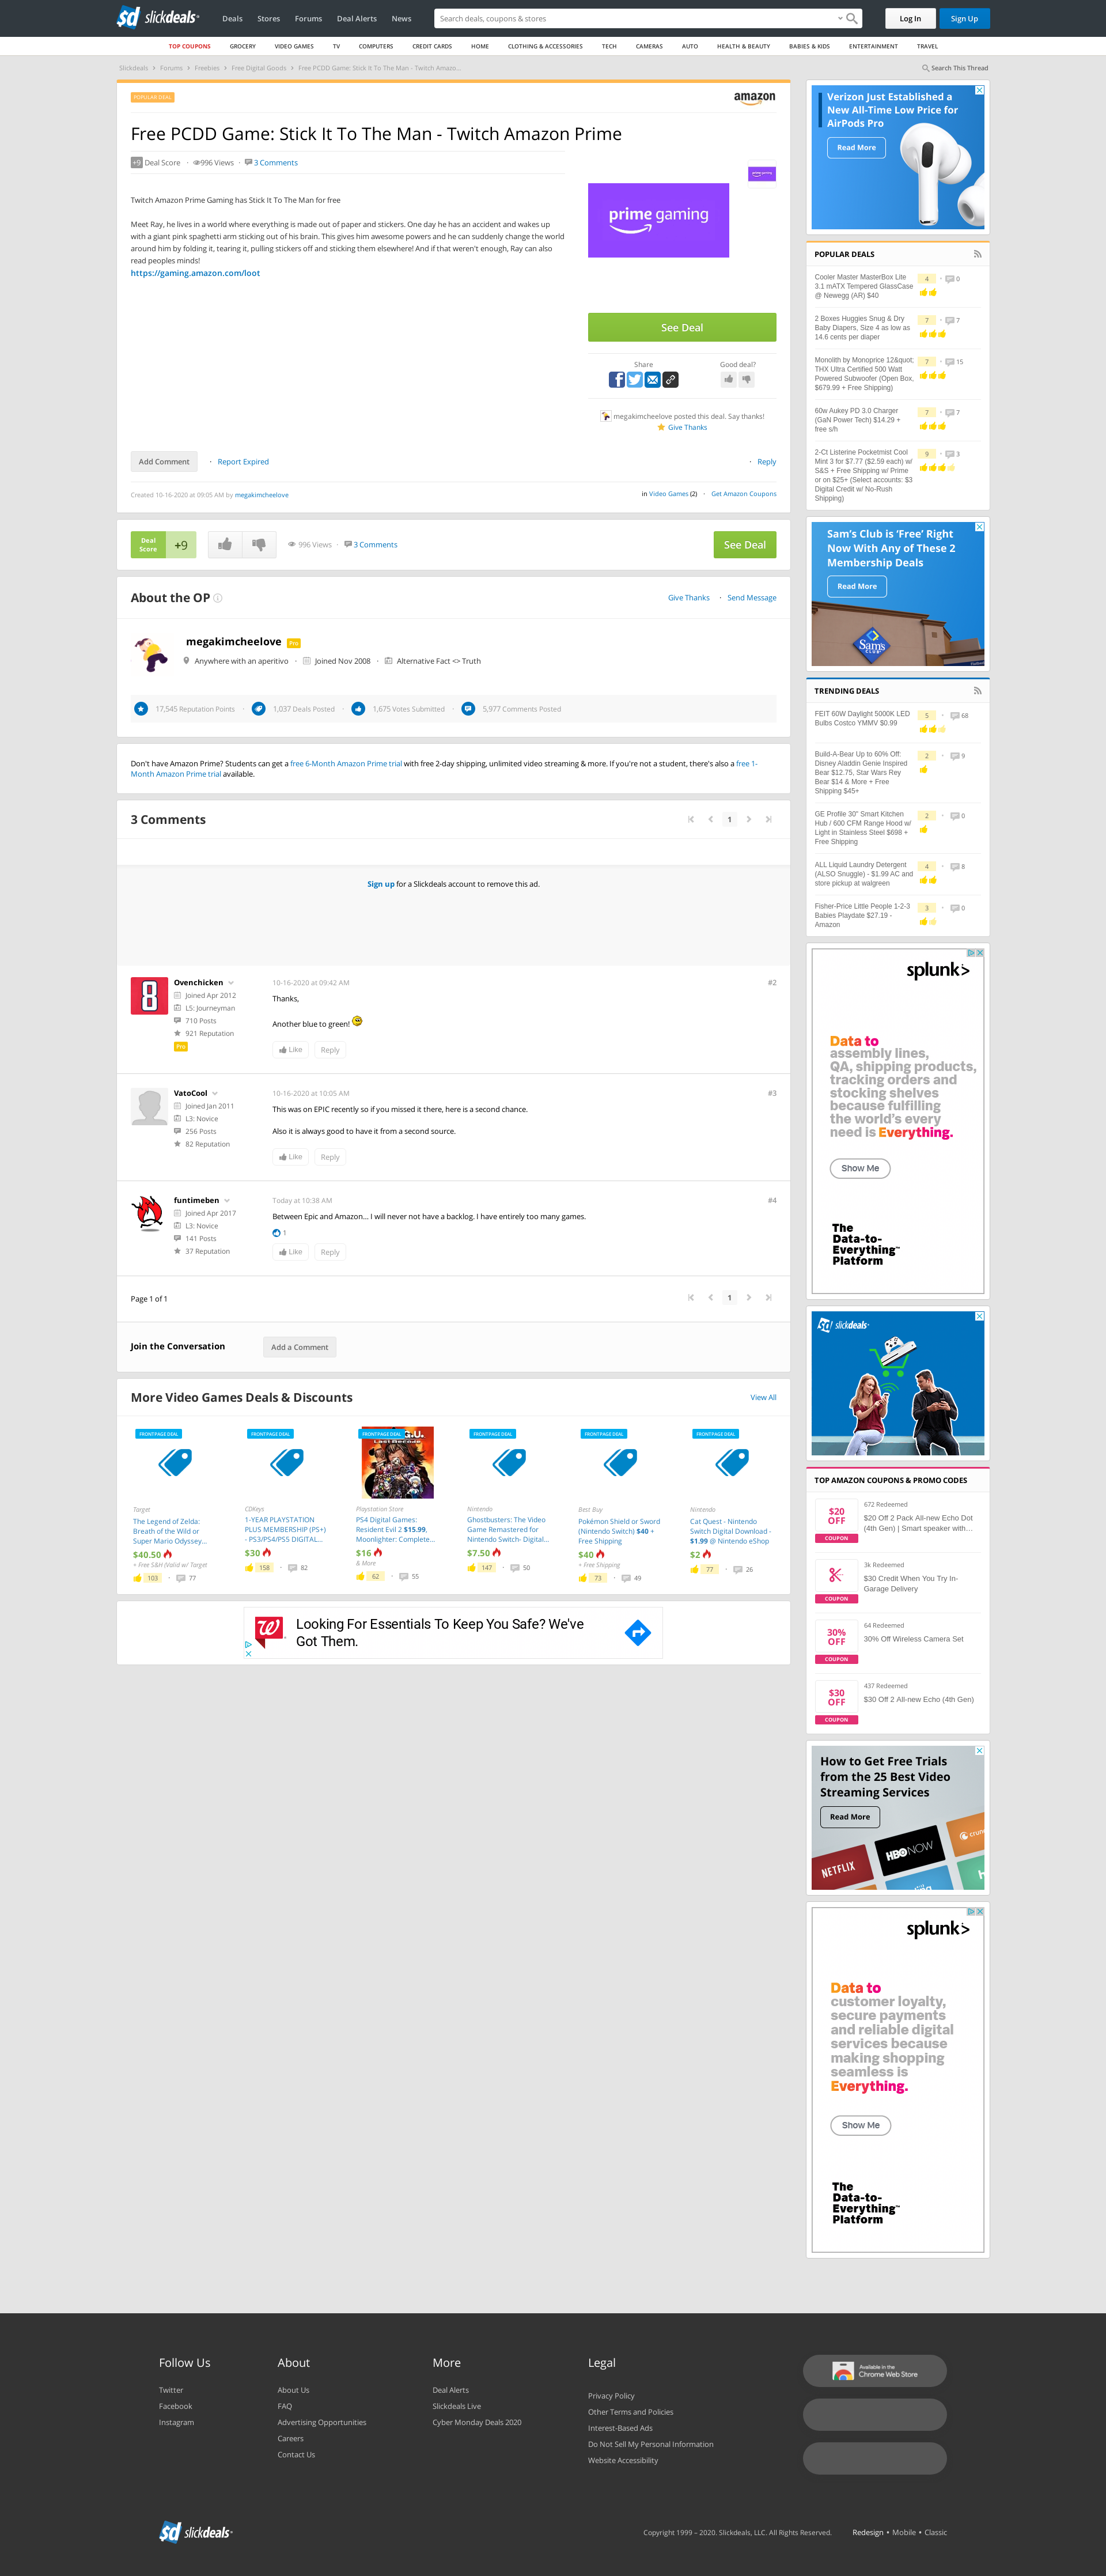 slickdeals
Deals
Stores
Forums
Deal Alerts
News
Search deals, coupons & stores
Log In
Sign Up
TOP COUPONS
GROCERY
VIDEO GAMES
TV
COMPUTERS
CREDIT CARDS
HOME
CLOTHING & ACCESSORIES
TECH
CAMERAS
AUTO
HEALTH & BEAUTY
BABIES & KIDS
ENTERTAINMENT
TRAVEL
Slickdeals > Forums > Freebies > Free Digital Goods > Free PCDD Game: Stick It To The Man - Twitch Amazo...
Search This Thread
POPULAR DEAL
amazon
Free PCDD Game: Stick It To The Man - Twitch Amazon Prime
+9 Deal Score · 996 Views · 3 Comments
Twitch Amazon Prime Gaming has Stick It To The Man for free
Meet Ray, he lives in a world where everything is made out of paper and stickers. One day he has an accident and wakes up
with a giant pink spaghetti arm sticking out of his brain. This gives him awesome powers and he can suddenly change the world
around him by folding it, tearing it, pulling stickers off and sticking them elsewhere! And if that weren't enough, Ray can also
read peoples minds!
https://gaming.amazon.com/loot
prime gaming
See Deal
Share
Good deal?
megakimcheelove posted this deal. Say thanks!
Give Thanks
Add Comment · Report Expired
· Reply
Created 10-16-2020 at 09:05 AM by megakimcheelove
in Video Games (2) · Get Amazon Coupons
Deal
Score
+9
996 Views · 3 Comments
See Deal
About the OP
Give Thanks · Send Message
megakimcheelove Pro
Anywhere with an aperitivo · Joined Nov 2008 · Alternative Fact <> Truth
17,545 Reputation Points · 1,037 Deals Posted · 1,675 Votes Submitted · 5,977 Comments Posted
Don't have Amazon Prime? Students can get a free 6-Month Amazon Prime trial with free 2-day shipping, unlimited video streaming & more. If you're not a student, there's also a free 1-
Month Amazon Prime trial available.
3 Comments
1
Sign up for a Slickdeals account to remove this ad.
Ovenchicken
Joined Apr 2012
L5: Journeyman
710 Posts
921 Reputation
Pro
10-16-2020 at 09:42 AM
#2
Thanks,
Another blue to green!
Like
Reply
VatoCool
Joined Jan 2011
L3: Novice
256 Posts
82 Reputation
10-16-2020 at 10:05 AM
#3
This was on EPIC recently so if you missed it there, here is a second chance.
Also it is always good to have it from a second source.
Like
Reply
funtimeben
Joined Apr 2017
L3: Novice
141 Posts
37 Reputation
Today at 10:38 AM
#4
Between Epic and Amazon... I will never not have a backlog. I have entirely too many games.
1
Like
Reply
Page 1 of 1
1
Join the Conversation
Add a Comment
More Video Games Deals & Discounts
View All
FRONTPAGE DEAL
Target
The Legend of Zelda:
Breath of the Wild or
Super Mario Odyssey...
$40.50
+ Free S&H (Valid w/ Target
103 · 77
FRONTPAGE DEAL
CDKeys
1-YEAR PLAYSTATION
PLUS MEMBERSHIP (PS+)
- PS3/PS4/PS5 DIGITAL...
$30
158 · 82
FRONTPAGE DEAL
Playstation Store
PS4 Digital Games:
Resident Evil 2 $15.99,
Moonlighter: Complete...
$16
& More
62 · 55
FRONTPAGE DEAL
Nintendo
Ghostbusters: The Video
Game Remastered for
Nintendo Switch- Digital...
$7.50
147 · 50
FRONTPAGE DEAL
Best Buy
Pokémon Shield or Sword
(Nintendo Switch) $40 +
Free Shipping
$40
+ Free Shipping
73 · 49
FRONTPAGE DEAL
Nintendo
Cat Quest - Nintendo
Switch Digital Download -
$1.99 @ Nintendo eShop
$2
77 · 26
Looking For Essentials To Keep You Safe? We've
Got Them.
Verizon Just Established a
New All-Time Low Price for
AirPods Pro
Read More
POPULAR DEALS
Cooler Master MasterBox Lite
3.1 mATX Tempered GlassCase
@ Newegg (AR) $40
4 · 0
2 Boxes Huggies Snug & Dry
Baby Diapers, Size 4 as low as
14.6 cents per diaper
7 · 7
Monolith by Monoprice 12&quot;
THX Ultra Certified 500 Watt
Powered Subwoofer (Open Box,
$679.99 + Free Shipping)
7 · 15
60w Aukey PD 3.0 Charger
(GaN Power Tech) $14.29 +
free s/h
7 · 7
2-Ct Listerine Pocketmist Cool
Mint 3 for $7.77 ($2.59 each) w/
S&S + Free Shipping w/ Prime
or on $25+ (Select accounts: $3
Digital Credit w/ No-Rush
Shipping)
9 · 3
Sam's Club is 'Free' Right
Now With Any of These 2
Membership Deals
Read More
Sam's
CLUB
TRENDING DEALS
FEIT 60W Daylight 5000K LED
Bulbs Costco YMMV $0.99
5 · 68
Build-A-Bear Up to 60% Off:
Disney Aladdin Genie Inspired
Bear $12.75, Star Wars Rey
Bear $14 & More + Free
Shipping $45+
2 · 9
GE Profile 30" Smart Kitchen
Hub / 600 CFM Range Hood w/
Light in Stainless Steel $698 +
Free Shipping
2 · 0
ALL Liquid Laundry Detergent
(ALSO Snuggle) - $1.99 AC and
store pickup at walgreen
4 · 8
Fisher-Price Little People 1-2-3
Babies Playdate $27.19 -
Amazon
3 · 0
splunk>
Data to
assembly lines,
QA, shipping products,
tracking orders and
stocking shelves
because fulfilling
the world's every
need is Everything.
Show Me
The
Data-to-
Everything™
Platform
slickdeals
TOP AMAZON COUPONS & PROMO CODES
$20
OFF
COUPON
672 Redeemed
$20 Off 2 Pack All-new Echo Dot
(4th Gen) | Smart speaker with...
COUPON
3k Redeemed
$30 Credit When You Try In-
Garage Delivery
30%
OFF
COUPON
64 Redeemed
30% Off Wireless Camera Set
$30
OFF
COUPON
437 Redeemed
$30 Off 2 All-new Echo (4th Gen)
How to Get Free Trials
from the 25 Best Video
Streaming Services
Read More
NETFLIX
HBO NOW
crunc
splunk>
Data to
customer loyalty,
secure payments
and reliable digital
services because
making shopping
seamless is
Everything.
Show Me
The
Data-to-
Everything™
Platform
Follow Us
Twitter
Facebook
Instagram
About
About Us
FAQ
Advertising Opportunities
Careers
Contact Us
More
Deal Alerts
Slickdeals Live
Cyber Monday Deals 2020
Legal
Privacy Policy
Other Terms and Policies
Interest-Based Ads
Do Not Sell My Personal Information
Website Accessibility
Available in the
Chrome Web Store
slickdeals
Copyright 1999 – 2020. Slickdeals, LLC. All Rights Reserved.
Redesign • Mobile • Classic